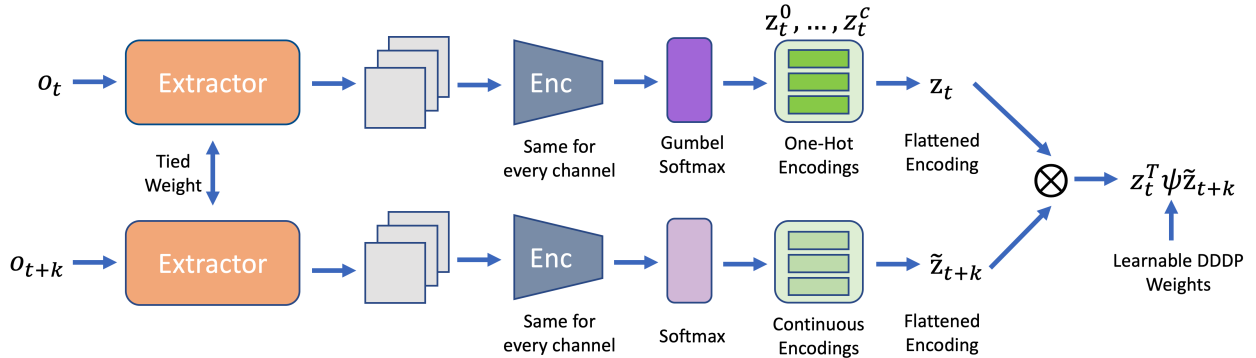 z_t^0, … , z_t^c
o_t
Extractor
Enc
z_t
Same for
every channel
Gumbel
Softmax
One-Hot
Encodings
Flattened
Encoding
Tied
Weight
z_t^T ψ z̃_{t+k}
o_{t+k}
Extractor
Enc
z̃_{t+k}
Learnable DDDP
Weights
Same for
every channel
Softmax
Continuous
Encodings
Flattened
Encoding